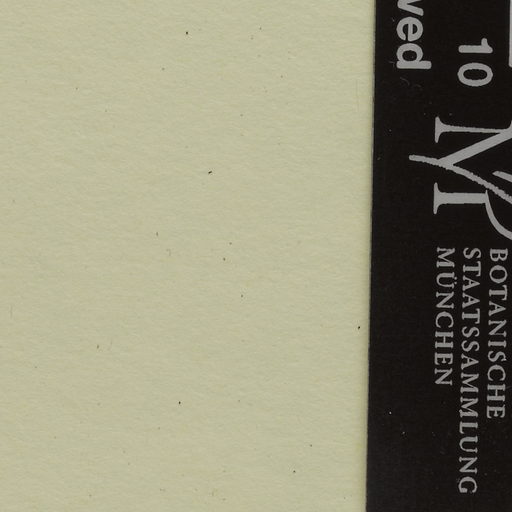 ved
10
BOTANISCHE
STAATSSAMMLUNG
MÜNCHEN